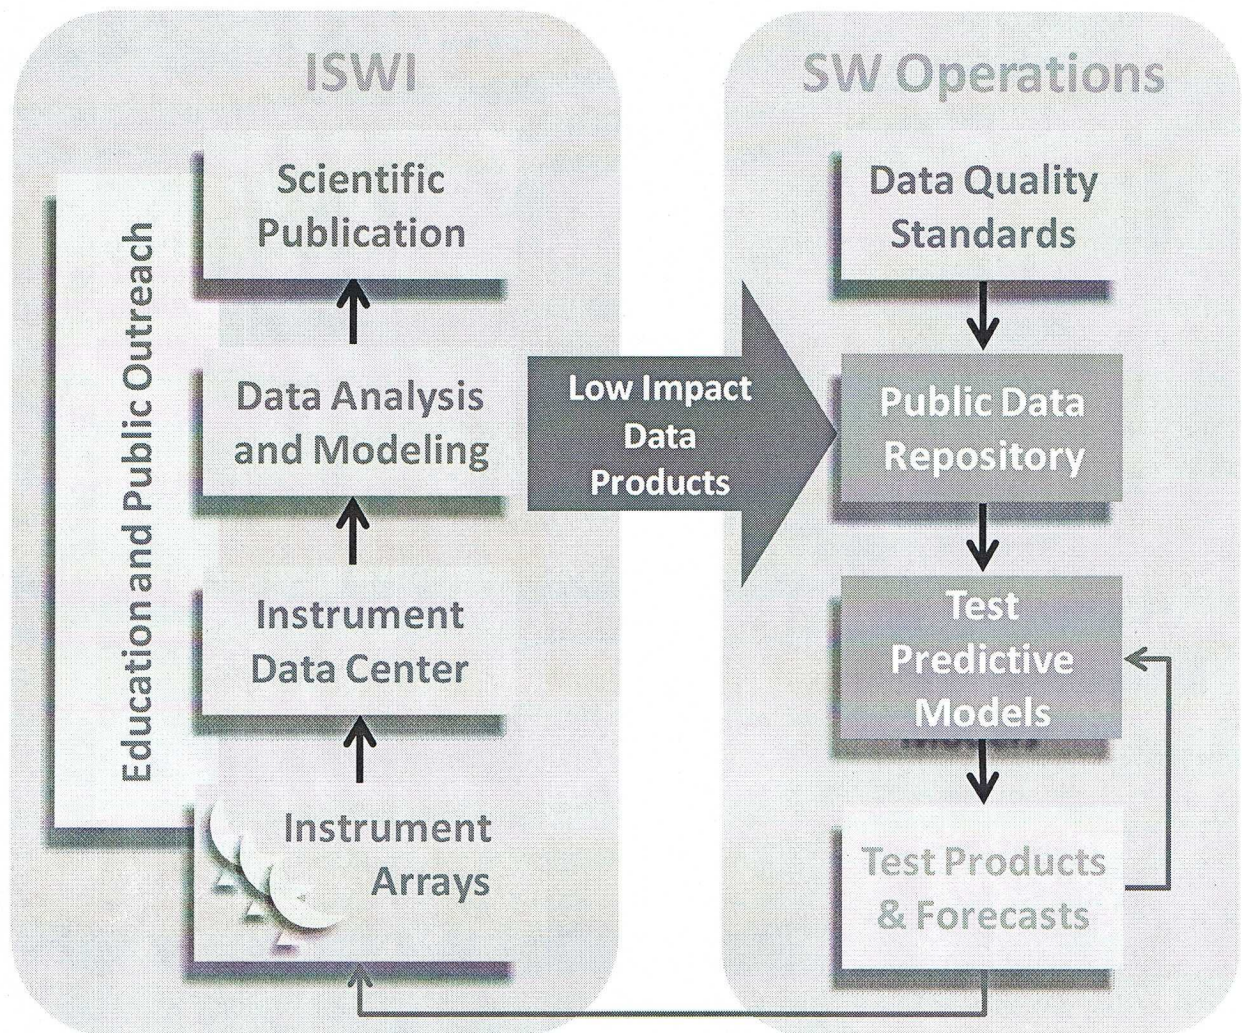 ISWI
Scientific
Publication
Data Analysis
and Modeling
Instrument
Data Center
Instrument
Arrays
Education and Public Outreach
Low Impact
Data
Products
SW Operations
Data Quality
Standards
Public Data
Repository
Test
Predictive
Models
Test Products
& Forecasts